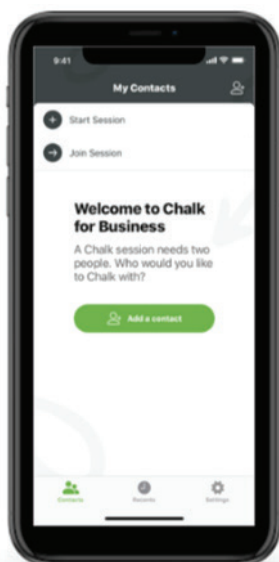 9:41
My Contacts
Start Session
Join Session
Welcome to Chalk
for Business
A Chalk session needs two
people. Who would you like
to Chalk with?
Add a contact
Contacts
Recents
Settings